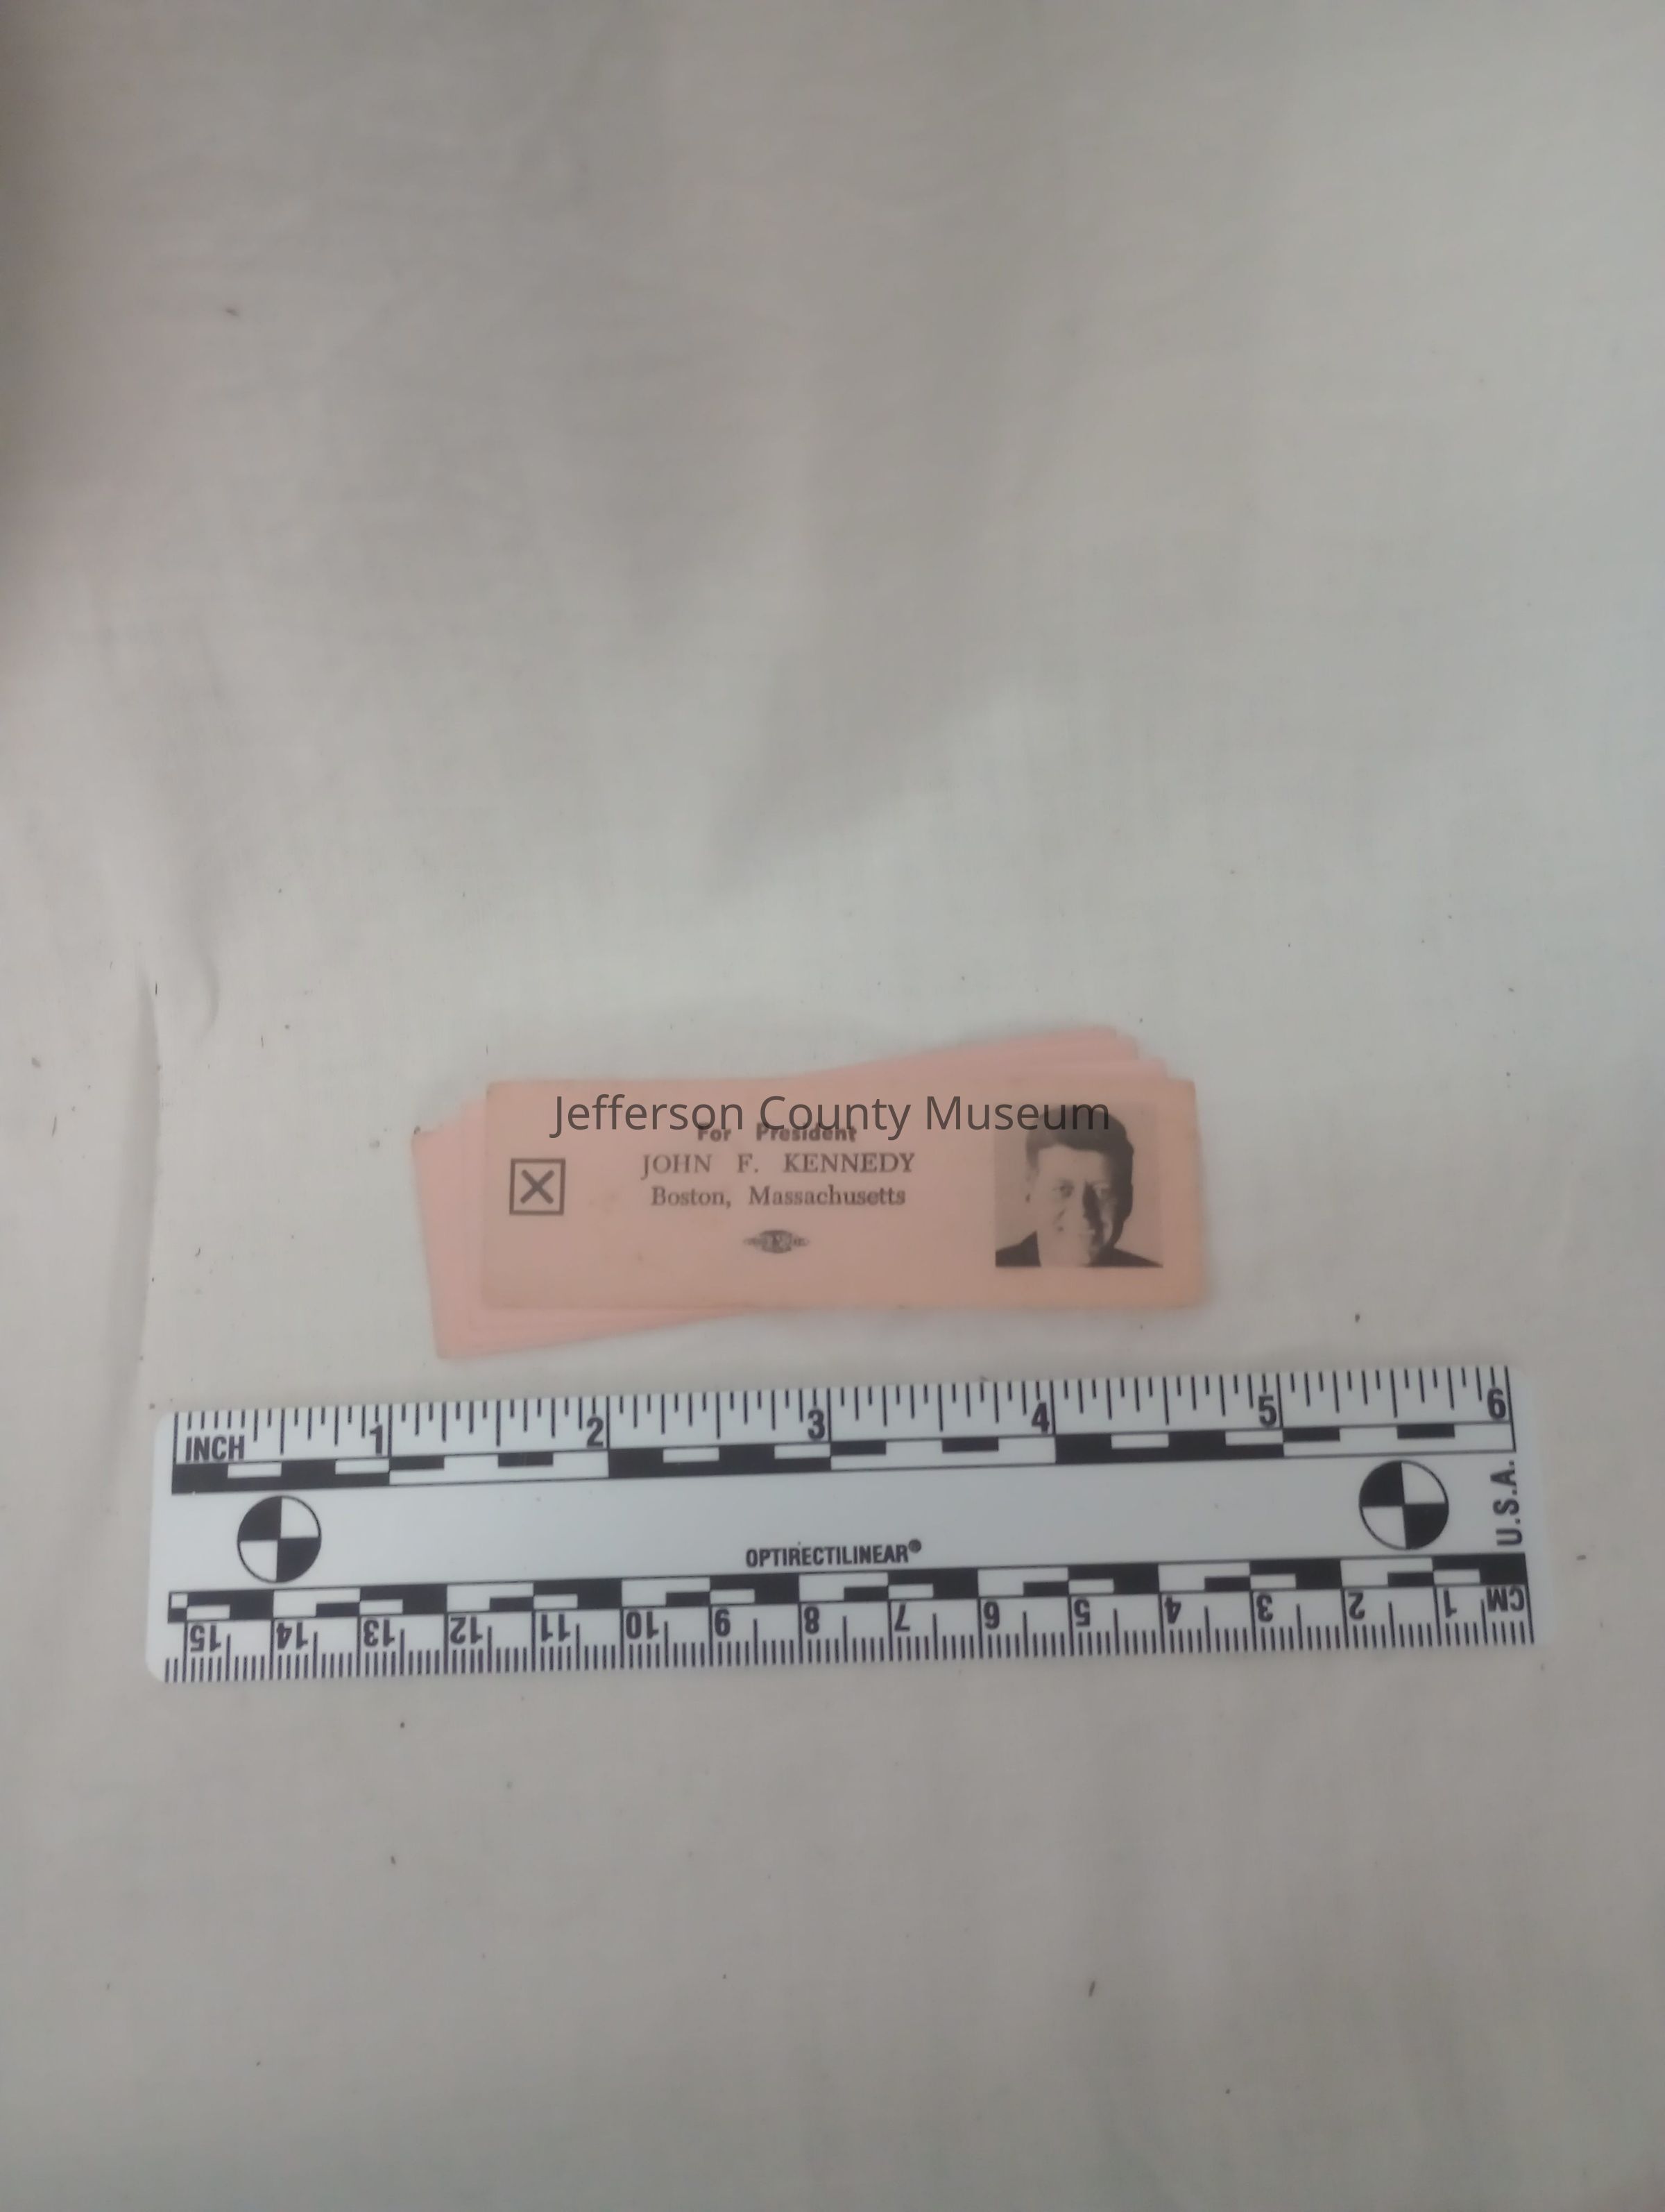 Jefferson County Museum
For President
JOHN F. KENNEDY
Boston, Massachusetts
INCH 1 2 3 4 5 6
U.S.A.
OPTIRECTILINEAR®
15 14 13 12 11 10 9 8 7 6 5 4 3 2 1 CM